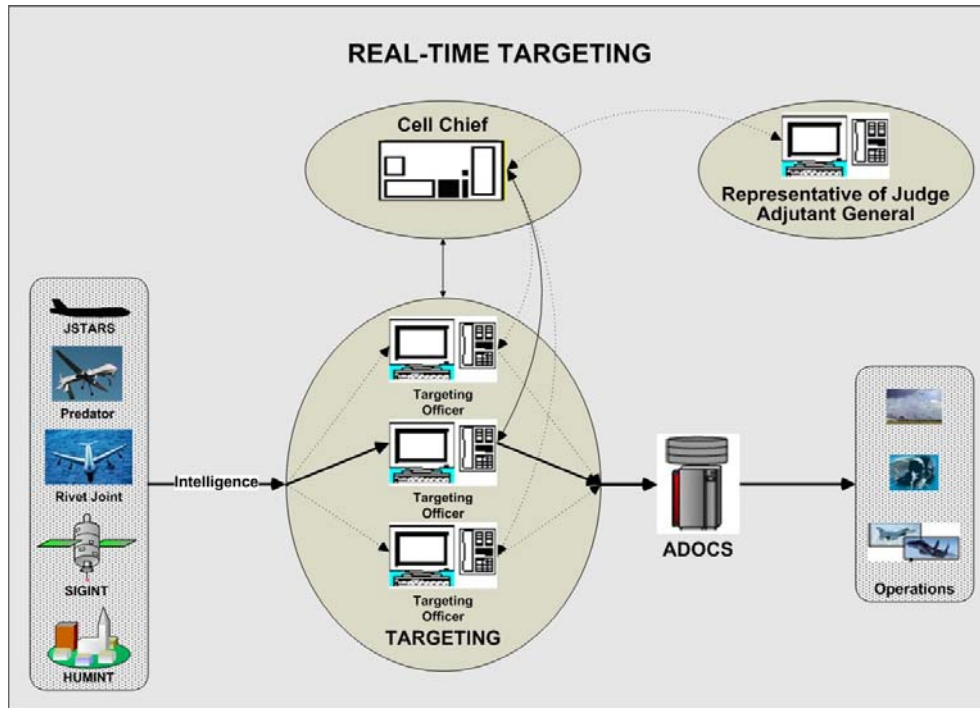 REAL-TIME TARGETING
Cell Chief
Representative of Judge
Adjutant General
JSTARS
Predator
Rivet Joint
SIGINT
HUMINT
Intelligence
Targeting
Officer
Targeting
Officer
Targeting
Officer
TARGETING
ADOCS
Operations